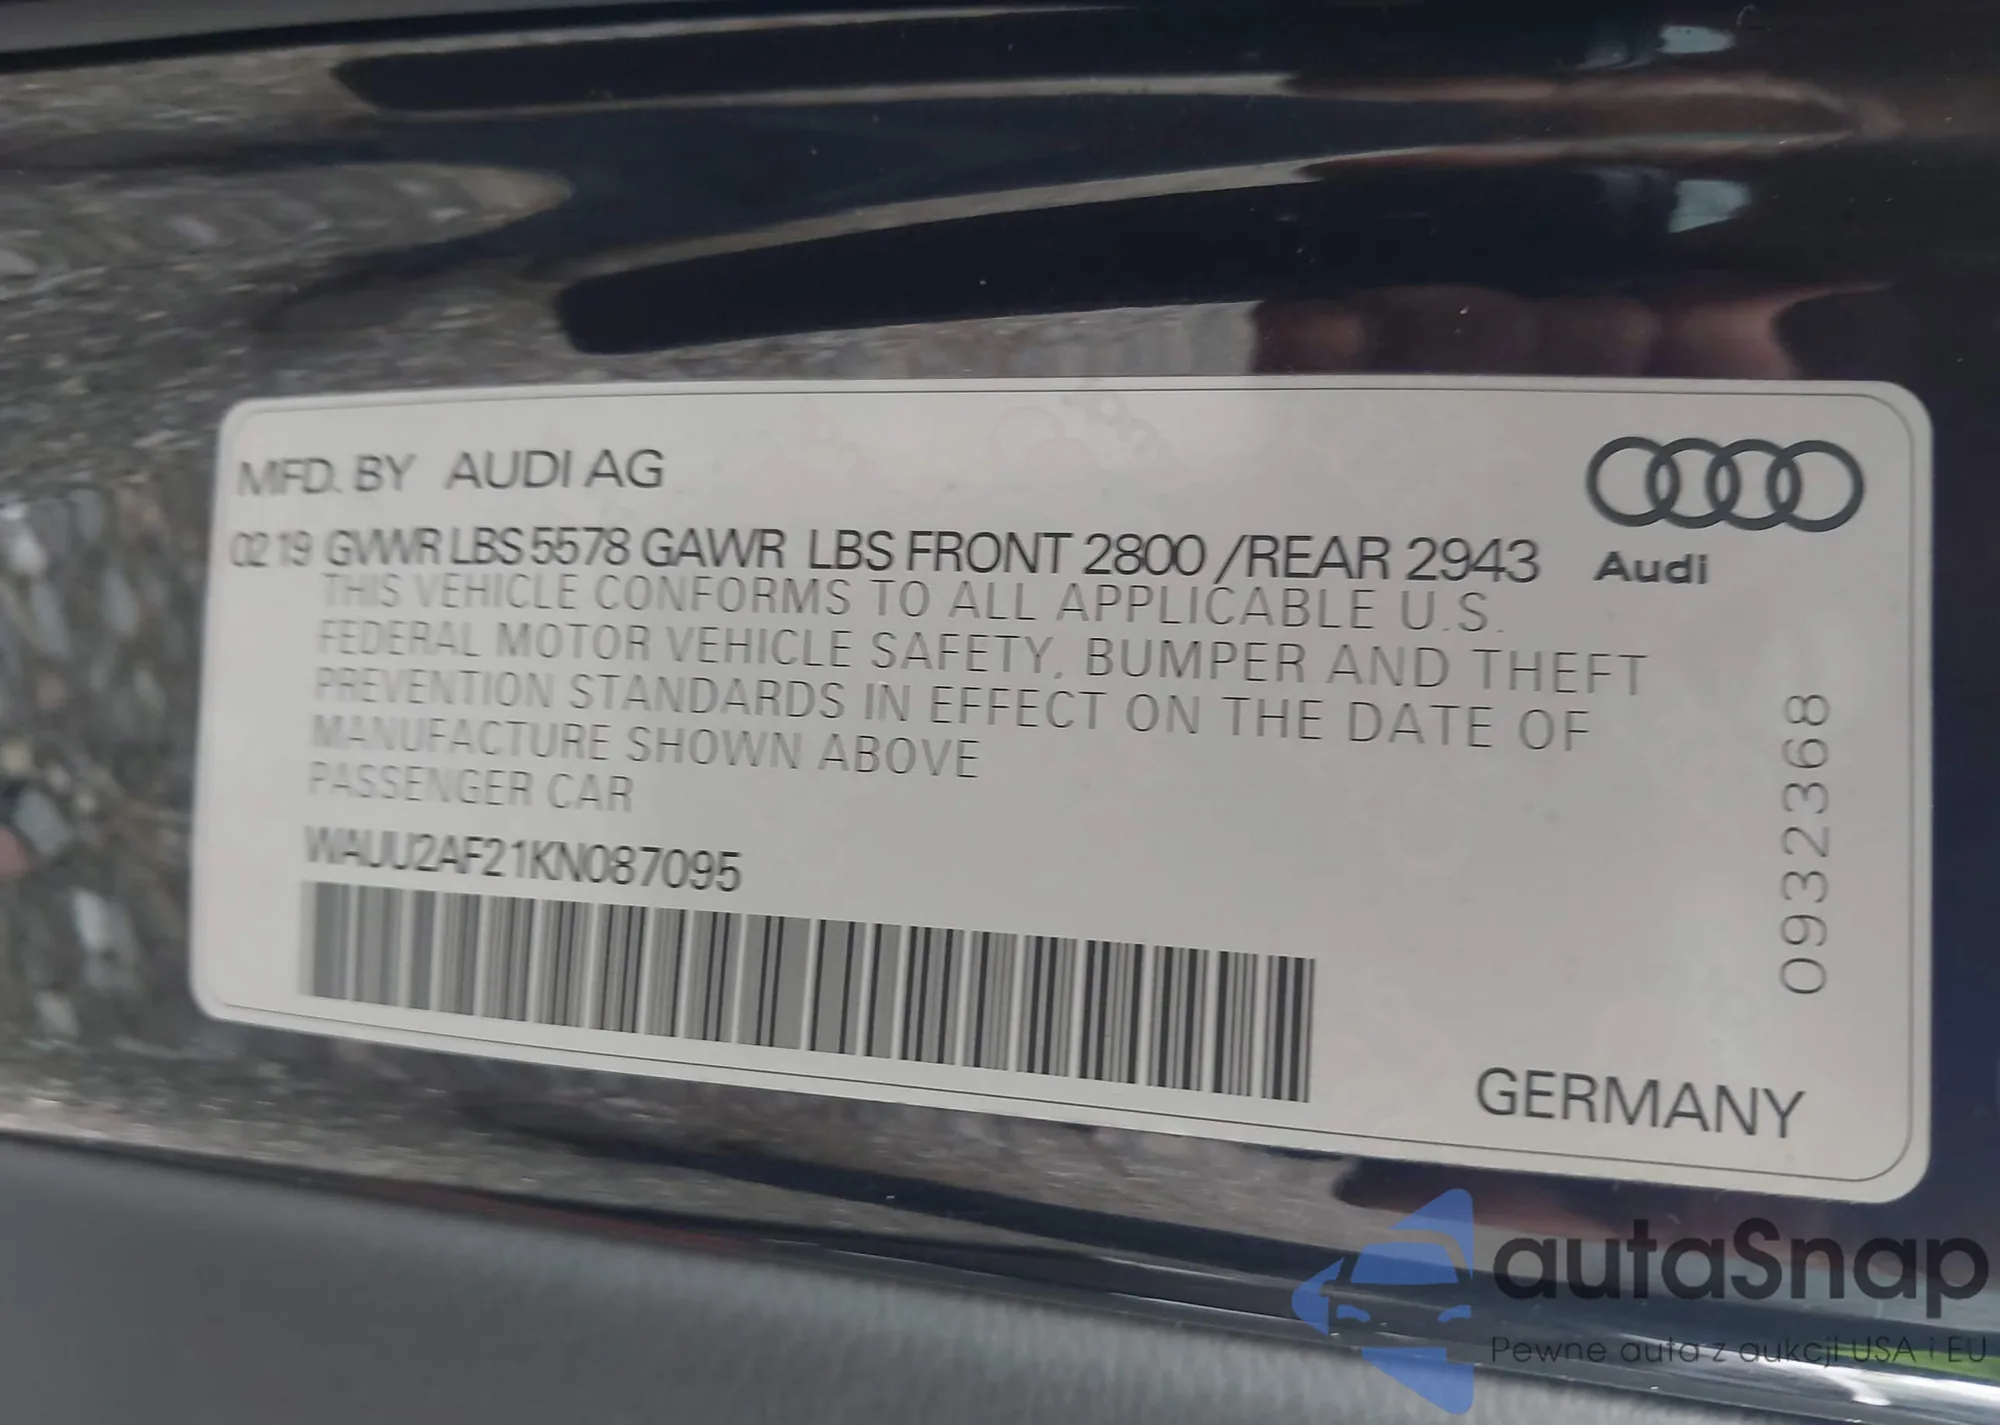 MFD. BY AUDI AG
02 19 GVWR LBS 5578 GAWR LBS FRONT 2800 /REAR 2943
Audi
THIS VEHICLE CONFORMS TO ALL APPLICABLE U.S.
FEDERAL MOTOR VEHICLE SAFETY, BUMPER AND THEFT
PREVENTION STANDARDS IN EFFECT ON THE DATE OF
MANUFACTURE SHOWN ABOVE
PASSENGER CAR
WAUU2AF21KN087095
0932368
GERMANY
autaSnap
Pewne auta z aukcji USA i EU